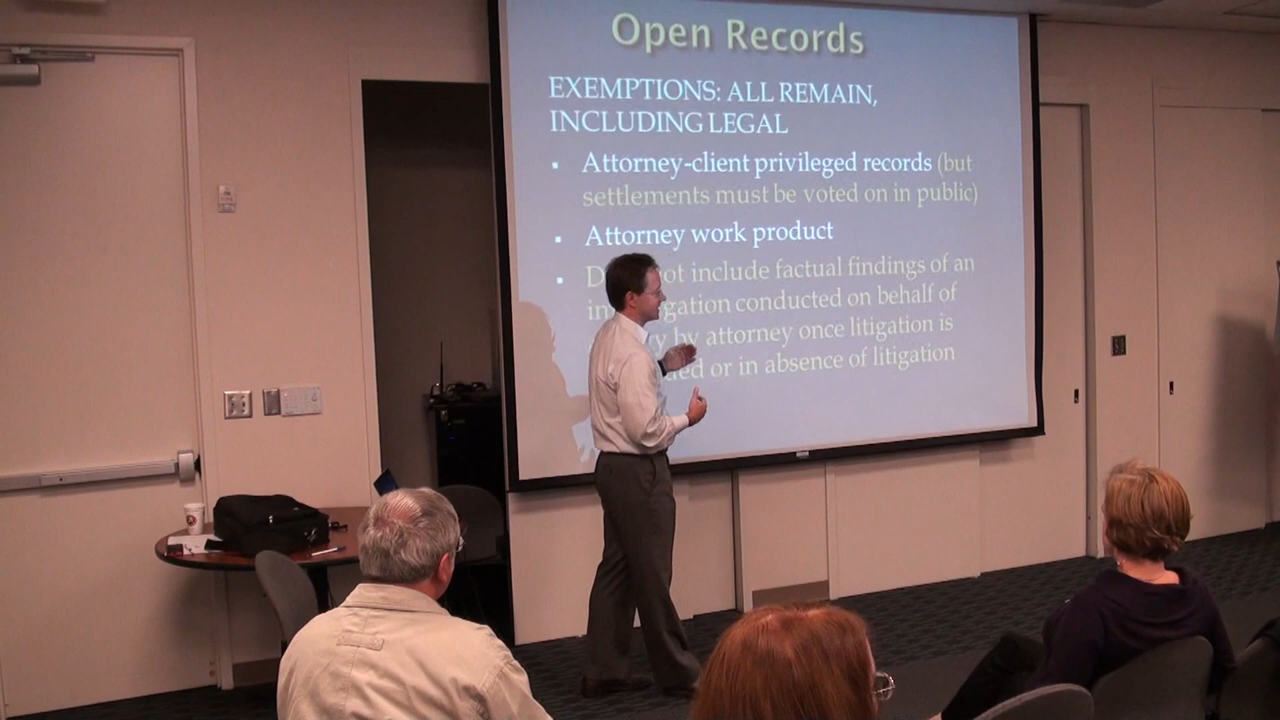 Open Records
EXEMPTIONS: ALL REMAIN,
INCLUDING LEGAL
▪ Attorney-client privileged records (but
settlements must be voted on in public)
▪ Attorney work product
▪ not include factual findings of an
conducted on behalf of
by attorney once litigation is
or in absence of litigation